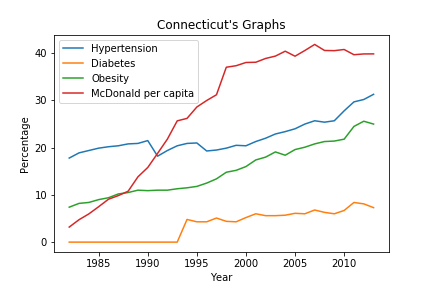 Connecticut's Graphs
Hypertension
Diabetes
Obesity
McDonald per capita
Percentage
40
30
20
10
0
1985 1990 1995 2000 2005 2010
Year